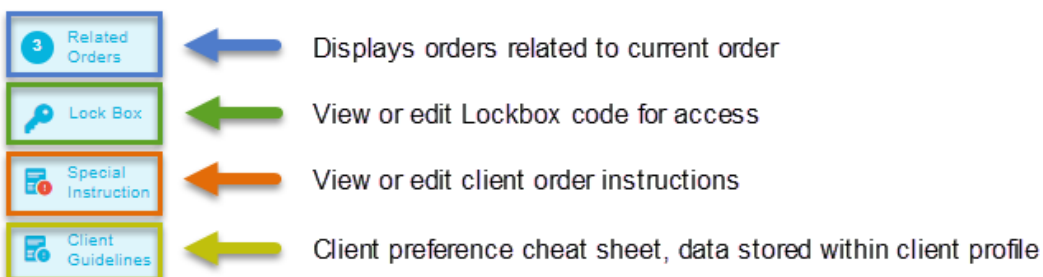 3
Related
Orders
Displays orders related to current order
Lock Box
View or edit Lockbox code for access
Special
Instruction
View or edit client order instructions
Client
Guidelines
Client preference cheat sheet, data stored within client profile